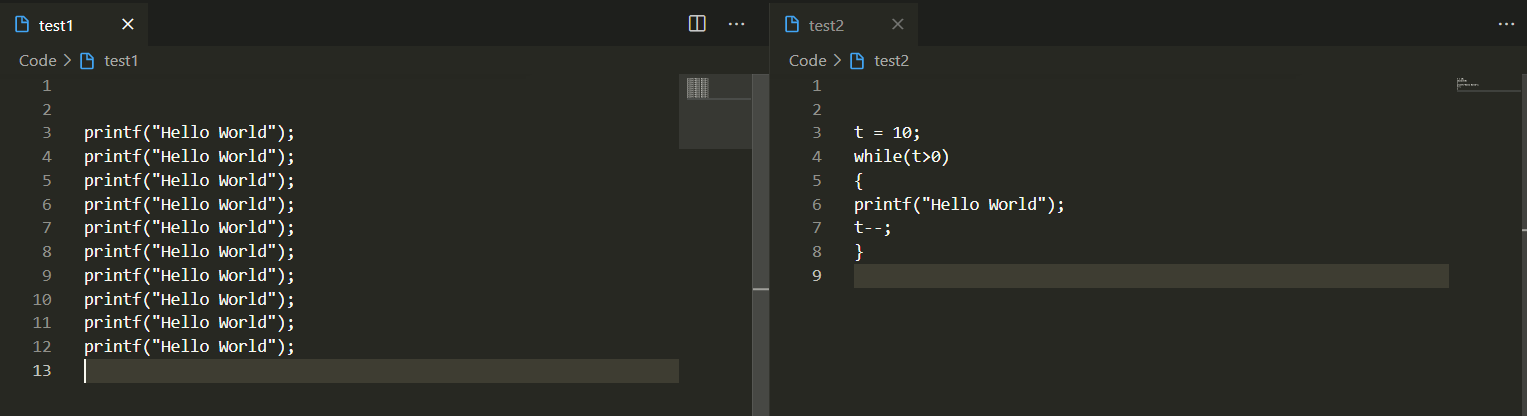 test1
Code > test1
1
2
3 printf("Hello World");
4 printf("Hello World");
5 printf("Hello World");
6 printf("Hello World");
7 printf("Hello World");
8 printf("Hello World");
9 printf("Hello World");
10 printf("Hello World");
11 printf("Hello World");
12 printf("Hello World");
13
test2
Code > test2
1
2
3 t = 10;
4 while(t>0)
5 {
6 printf("Hello World");
7 t--;
8 }
9